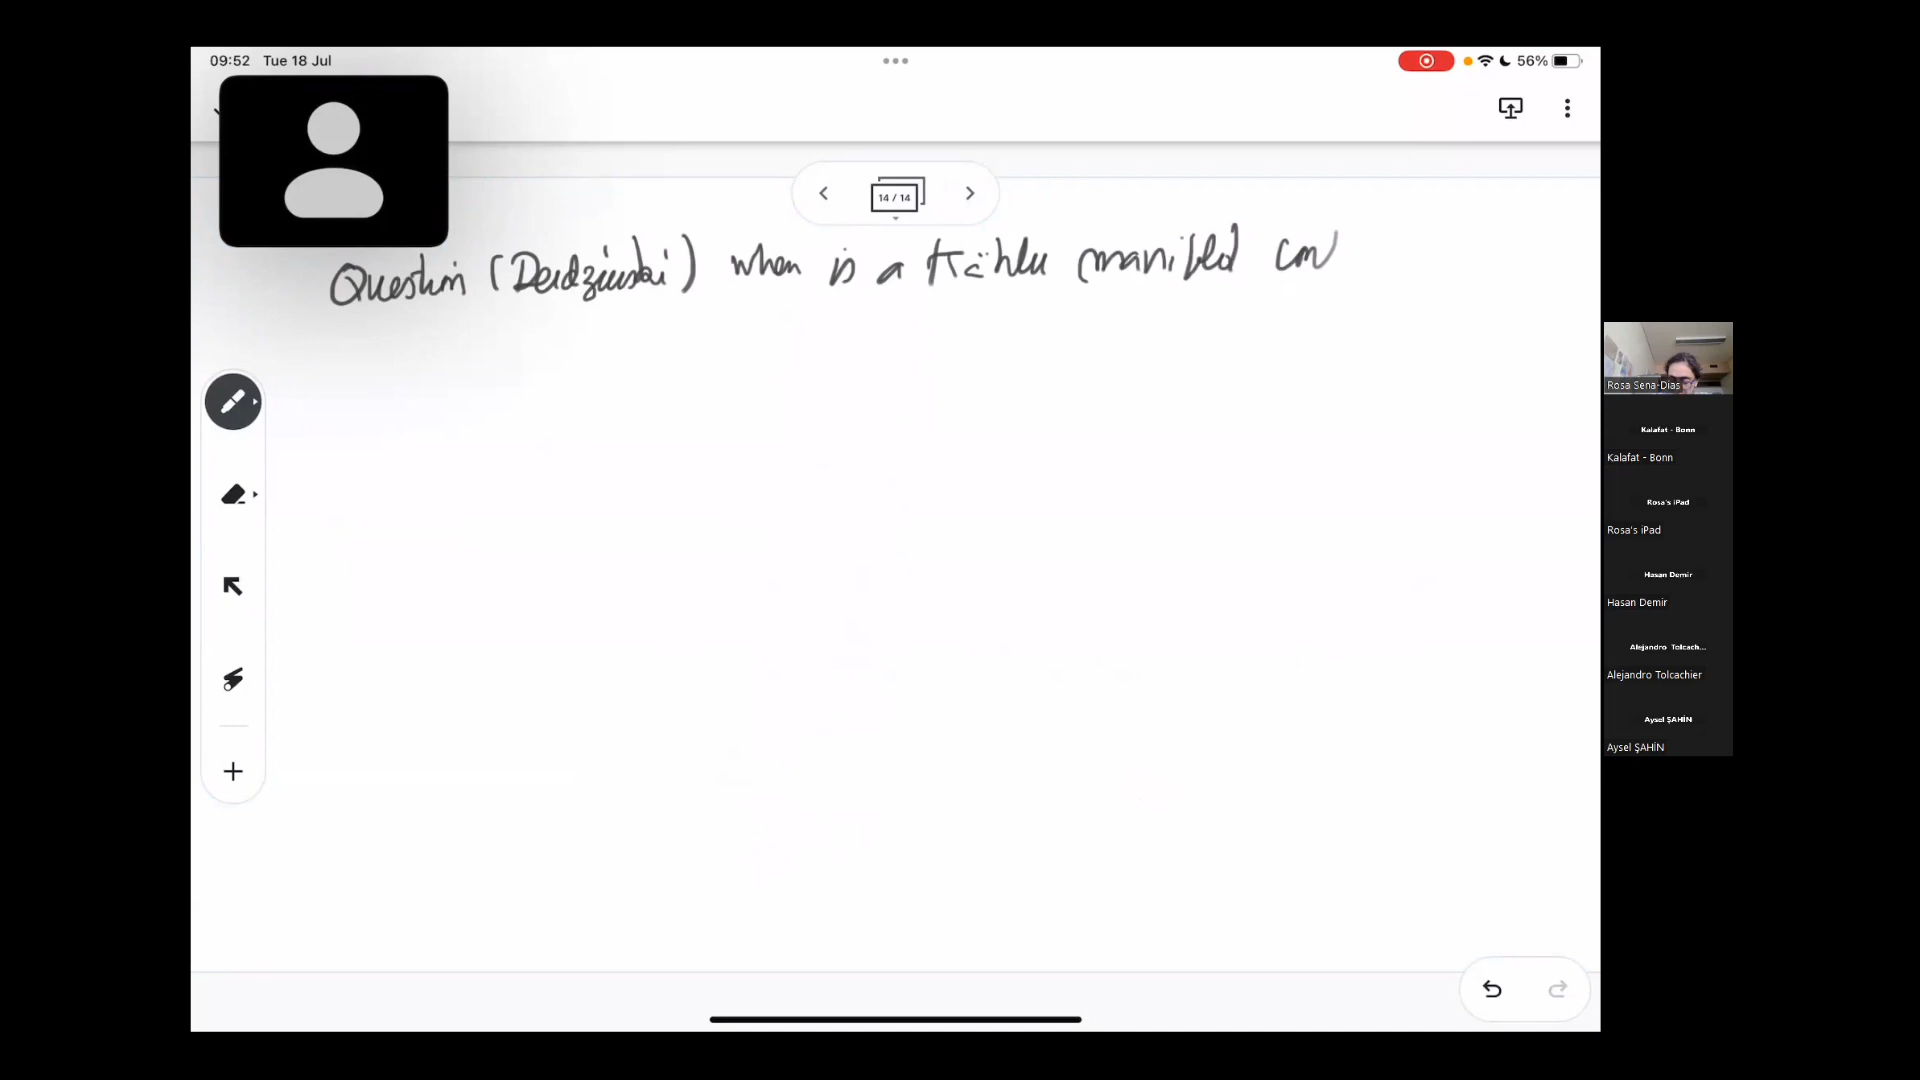 09:52 Tue 18 Jul
56%
14 / 14
Question (Derdzinski) when is a Kähler manifold con
Rosa Sena-Dias
Kalafat - Bonn
Kalafat - Bonn
Rosa's iPad
Rosa's iPad
Hasan Demir
Hasan Demir
Alejandro Tolcach...
Alejandro Tolcachier
Aysel ŞAHİN
Aysel ŞAHİN